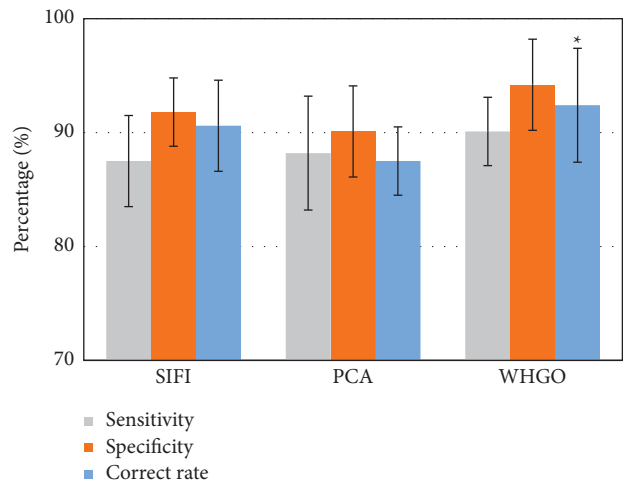 Percentage (%)
100
90
80
70
*
SIFI PCA WHGO
Sensitivity
Specificity
Correct rate